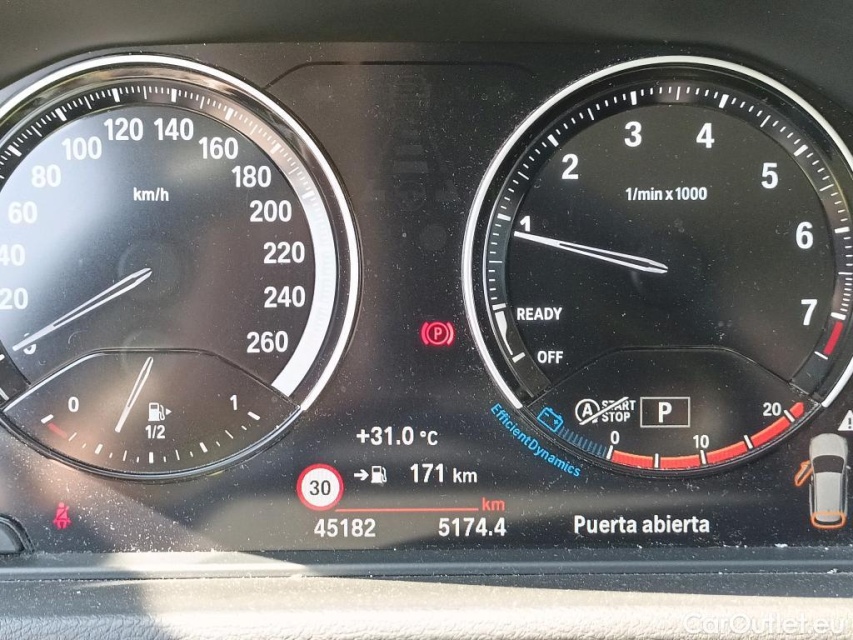 120 140
100 160
80 180
km/h
60 200
40 220
20 240
0 260
0 1
1/2
3 4
2 5
1/min x 1000
1 6
7
READY
OFF
P
A START
STOP
P
20
10
0
EfficientDynamics
+31.0 °C
30
171 km
km
45182 5174.4
Puerta abierta
CarOutlet.eu